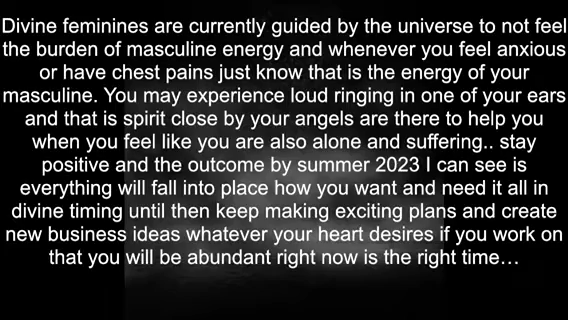 Divine feminines are currently guided by the universe to not feel
the burden of masculine energy and whenever you feel anxious
or have chest pains just know that is the energy of your
masculine. You may experience loud ringing in one of your ears
and that is spirit close by your angels are there to help you
when you feel like you are also alone and suffering.. stay
positive and the outcome by summer 2023 I can see is
everything will fall into place how you want and need it all in
divine timing until then keep making exciting plans and create
new business ideas whatever your heart desires if you work on
that you will be abundant right now is the right time…